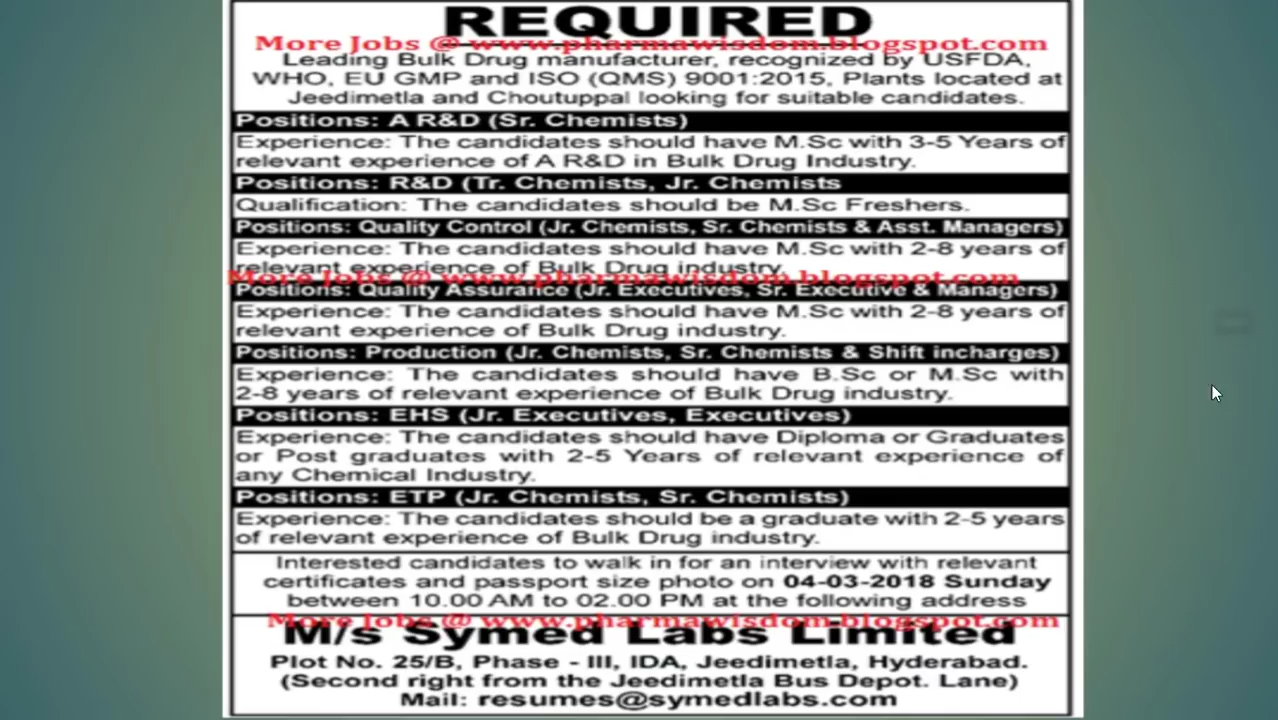 REQUIRED
More Jobs @ www.pharmawisdom.blogspot.com
Leading Bulk Drug manufacturer, recognized by USFDA,
WHO, EU GMP and ISO (QMS) 9001:2015, Plants located at
Jeedimetla and Choutuppal looking for suitable candidates.
Positions: A R&D (Sr. Chemists)
Experience: The candidates should have M.Sc with 3-5 Years of
relevant experience of A R&D in Bulk Drug Industry.
Positions: R&D (Tr. Chemists, Jr. Chemists
Qualification: The candidates should be M.Sc Freshers.
Positions: Quality Control (Jr. Chemists, Sr. Chemists & Asst. Managers)
Experience: The candidates should have M.Sc with 2-8 years of
relevant experience of Bulk Drug industry.
More Jobs @ www.pharmawisdom.blogspot.com
Positions: Quality Assurance (Jr. Executives, Sr. Executive & Managers)
Experience: The candidates should have M.Sc with 2-8 years of
relevant experience of Bulk Drug industry.
Positions: Production (Jr. Chemists, Sr. Chemists & Shift incharges)
Experience: The candidates should have B.Sc or M.Sc with
2-8 years of relevant experience of Bulk Drug industry.
Positions: EHS (Jr. Executives, Executives)
Experience: The candidates should have Diploma or Graduates
or Post graduates with 2-5 Years of relevant experience of
any Chemical Industry.
Positions: ETP (Jr. Chemists, Sr. Chemists)
Experience: The candidates should be a graduate with 2-5 years
of relevant experience of Bulk Drug industry.
Interested candidates to walk in for an interview with relevant
certificates and passport size photo on 04-03-2018 Sunday
between 10.00 AM to 02.00 PM at the following address
More Jobs @ www.pharmawisdom.blogspot.com
M/s Symed Labs Limited
Plot No. 25/B, Phase - III, IDA, Jeedimetla, Hyderabad.
(Second right from the Jeedimetla Bus Depot. Lane)
Mail: resumes@symedlabs.com